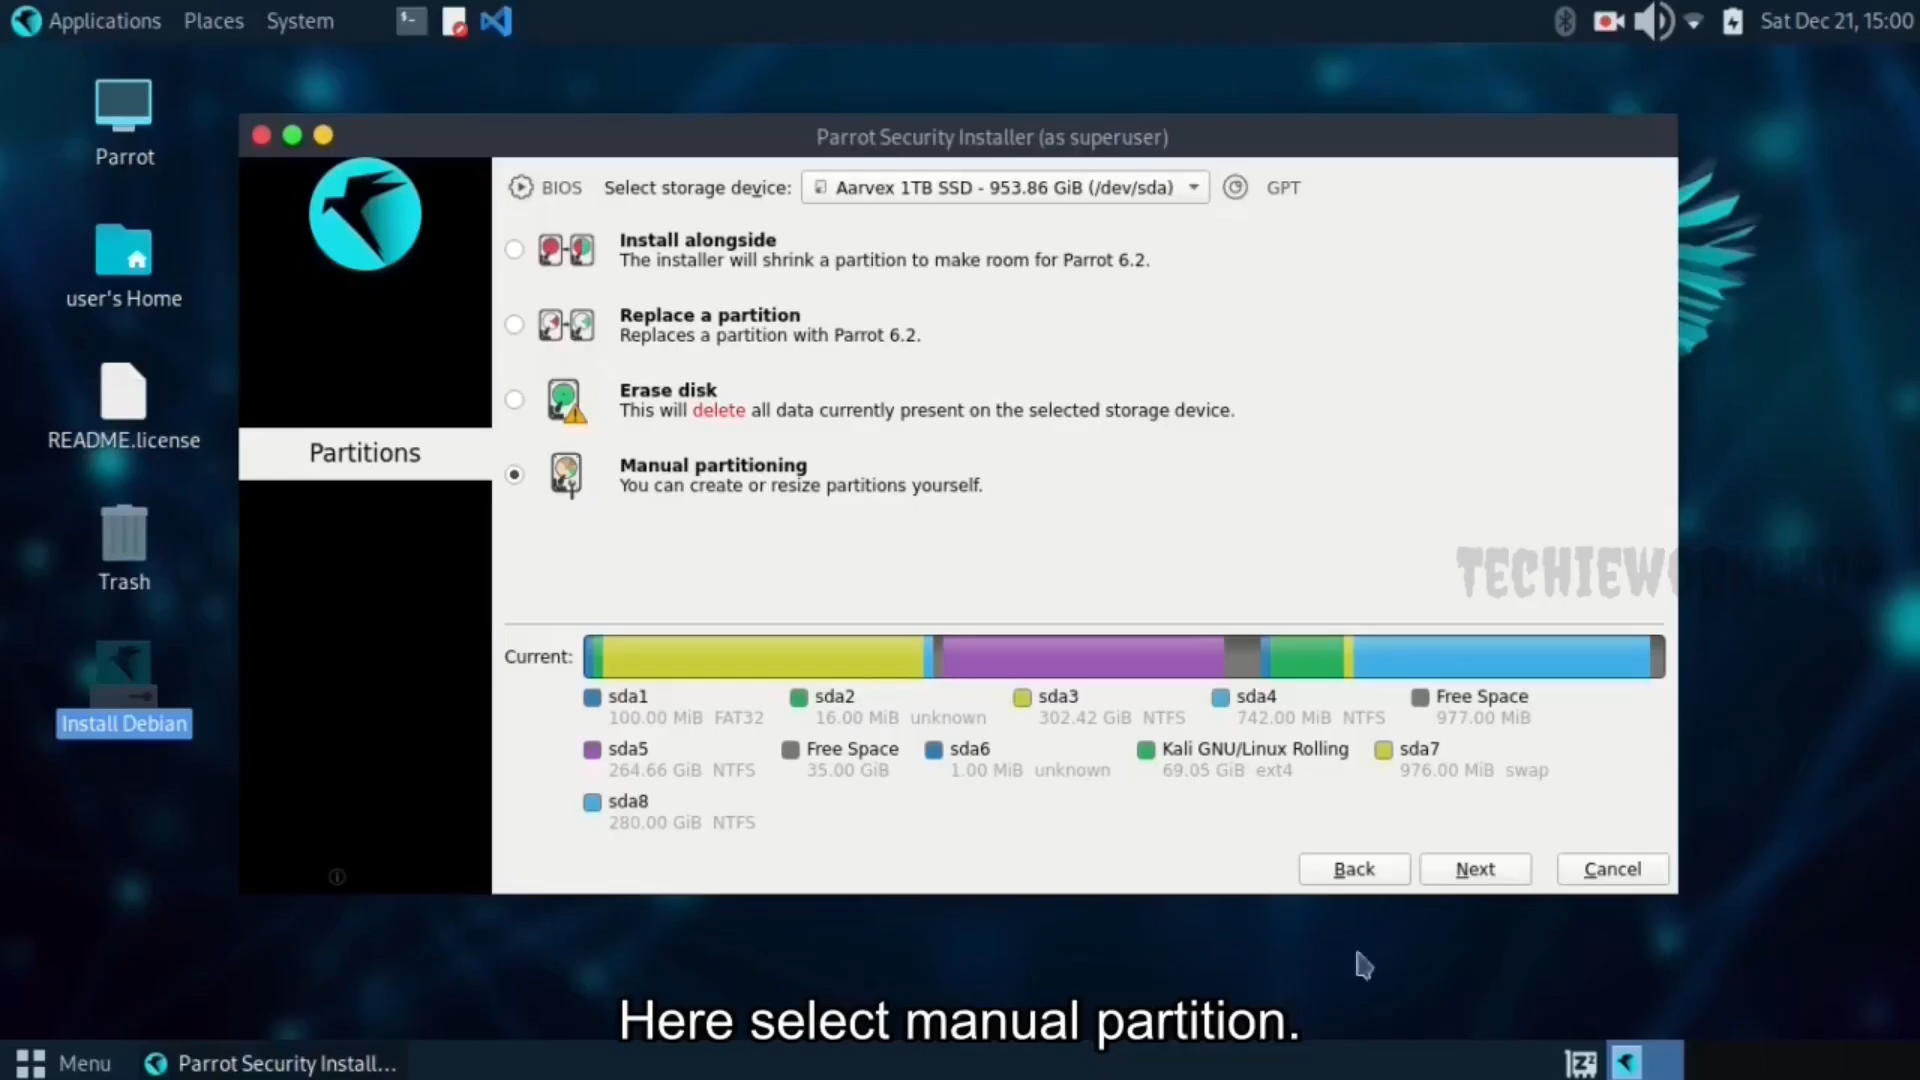 Applications Places System
Sat Dec 21, 15:00
Parrot
user's Home
README.license
Trash
Install Debian
Parrot Security Installer (as superuser)
Partitions
BIOS Select storage device: Aarvex 1TB SSD - 953.86 GiB (/dev/sda) GPT
Install alongside
The installer will shrink a partition to make room for Parrot 6.2.
Replace a partition
Replaces a partition with Parrot 6.2.
Erase disk
This will delete all data currently present on the selected storage device.
Manual partitioning
You can create or resize partitions yourself.
Current:
sda1 sda2 sda3 sda4 Free Space
100.00 MiB FAT32 16.00 MiB unknown 302.42 GiB NTFS 742.00 MiB NTFS 977.00 MiB
sda5 Free Space sda6 Kali GNU/Linux Rolling sda7
264.66 GiB NTFS 35.00 GiB 1.00 MiB unknown 69.05 GiB ext4 976.00 MiB swap
sda8
280.00 GiB NTFS
Back Next Cancel
Here select manual partition.
Menu Parrot Security Install...